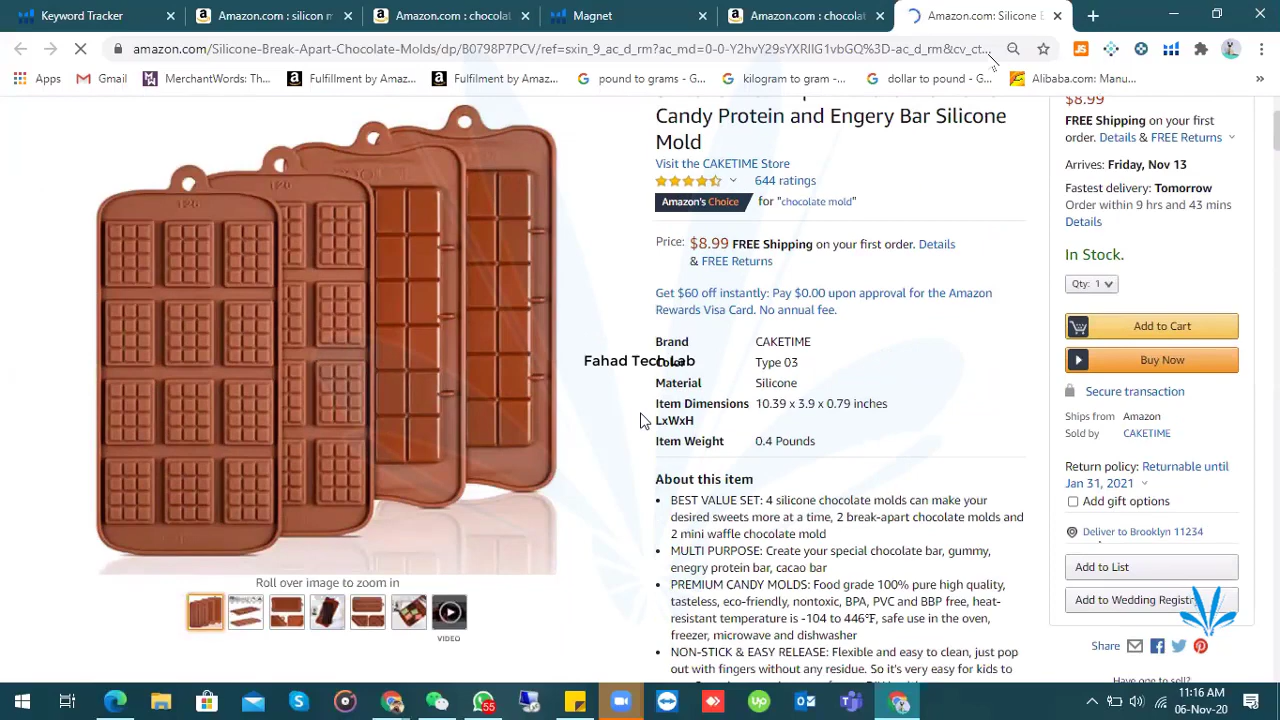 Keyword Tracker
Amazon.com : silicon m
Amazon.com : chocolat
Magnet
Amazon.com : chocolat
Amazon.com: Silicone E
amazon.com/Silicone-Break-Apart-Chocolate-Molds/dp/B0798P7PCV/ref=sxin_9_ac_d_rm?ac_md=0-0-Y2hvY29sYXRlIG1vbGQ%3D-ac_d_rm&cv_ct...
Apps
Gmail
MerchantWords: Th...
Fulfillment by Amaz...
Fulfilment by Amaz...
pound to grams - G...
kilogram to gram -...
dollar to pound - G...
Alibaba.com: Manu...
»
Candy Protein and Engery Bar Silicone
Mold
Visit the CAKETIME Store
644 ratings
Amazon's Choice for "chocolate mold"
Price: $8.99 FREE Shipping on your first order. Details
& FREE Returns
Get $60 off instantly: Pay $0.00 upon approval for the Amazon
Rewards Visa Card. No annual fee.
Brand CAKETIME
Color Type 03
Fahad Tech Lab
Material Silicone
Item Dimensions 10.39 x 3.9 x 0.79 inches
LxWxH
Item Weight 0.4 Pounds
About this item
• BEST VALUE SET: 4 silicone chocolate molds can make your
desired sweets more at a time, 2 break-apart chocolate molds and
2 mini waffle chocolate mold
• MULTI PURPOSE: Create your special chocolate bar, gummy,
enegry protein bar, cacao bar
• PREMIUM CANDY MOLDS: Food grade 100% pure high quality,
tasteless, eco-friendly, nontoxic, BPA, PVC and BBP free, heat-
resistant temperature is -104 to 446℉, safe use in the oven,
freezer, microwave and dishwasher
• NON-STICK & EASY RELEASE: Flexible and easy to clean, just pop
out with fingers without any residue. So it's very easy for kids to
Roll over image to zoom in
VIDEO
$8.99
FREE Shipping on your first
order. Details & FREE Returns
Arrives: Friday, Nov 13
Fastest delivery: Tomorrow
Order within 9 hrs and 43 mins
Details
In Stock.
Qty: 1
Add to Cart
Buy Now
Secure transaction
Ships from Amazon
Sold by CAKETIME
Return policy: Returnable until
Jan 31, 2021
Add gift options
Deliver to Brooklyn 11234
Add to List
Add to Wedding Registr
Share
Have one to sell?
55
11:16 AM
06-Nov-20